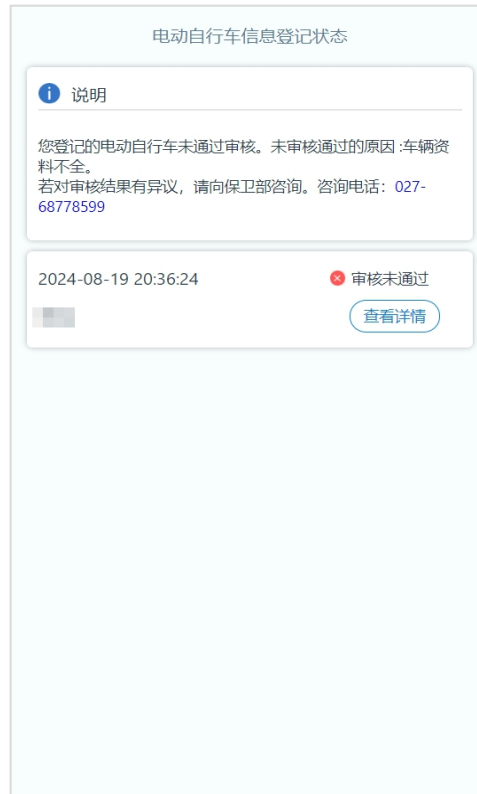 电动自行车信息登记状态
说明
您登记的电动自行车未通过审核。未审核通过的原因 :车辆资
料不全。
若对审核结果有异议，请向保卫部咨询。咨询电话：027-
68778599
2024-08-19 20:36:24
审核未通过
查看详情